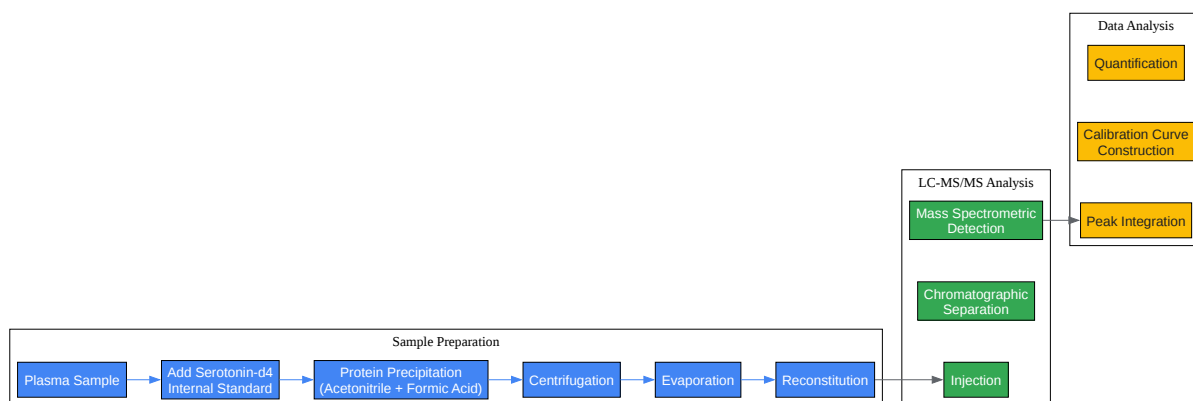 Data Analysis
Quantification
Calibration Curve
Construction
Peak Integration
LC-MS/MS Analysis
Mass Spectrometric
Detection
Chromatographic
Separation
Injection
Sample Preparation
Plasma Sample
Add Serotonin-d4
Internal Standard
Protein Precipitation
(Acetonitrile + Formic Acid)
Centrifugation
Evaporation
Reconstitution